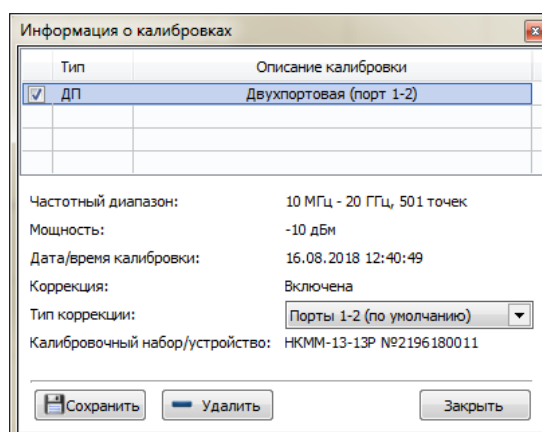 Информация о калибровках
Тип Описание калибровки
ДП Двухпортовая (порт 1-2)
Частотный диапазон: 10 МГц - 20 ГГц, 501 точек
Мощность: -10 дБм
Дата/время калибровки: 16.08.2018 12:40:49
Коррекция: Включена
Тип коррекции: Порты 1-2 (по умолчанию)
Калибровочный набор/устройство: НКММ-13-13Р №2196180011
Сохранить Удалить Закрыть